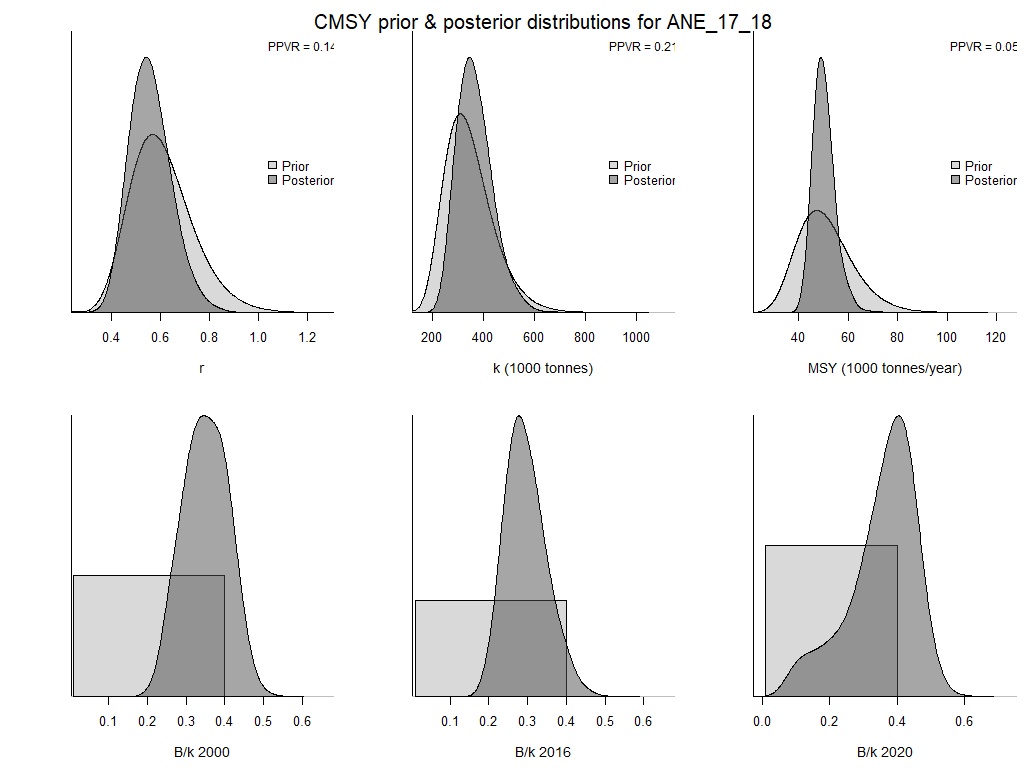 CMSY prior & posterior distributions for ANE_17_18
PPVR = 0.14
Prior
Posterior
0.4 0.6 0.8 1.0 1.2
r
PPVR = 0.21
Prior
Posterior
200 400 600 800 1000
k (1000 tonnes)
PPVR = 0.05
Prior
Posterior
40 60 80 100 120
MSY (1000 tonnes/year)
0.1 0.2 0.3 0.4 0.5 0.6
B/k 2000
0.1 0.2 0.3 0.4 0.5 0.6
B/k 2016
0.0 0.2 0.4 0.6
B/k 2020